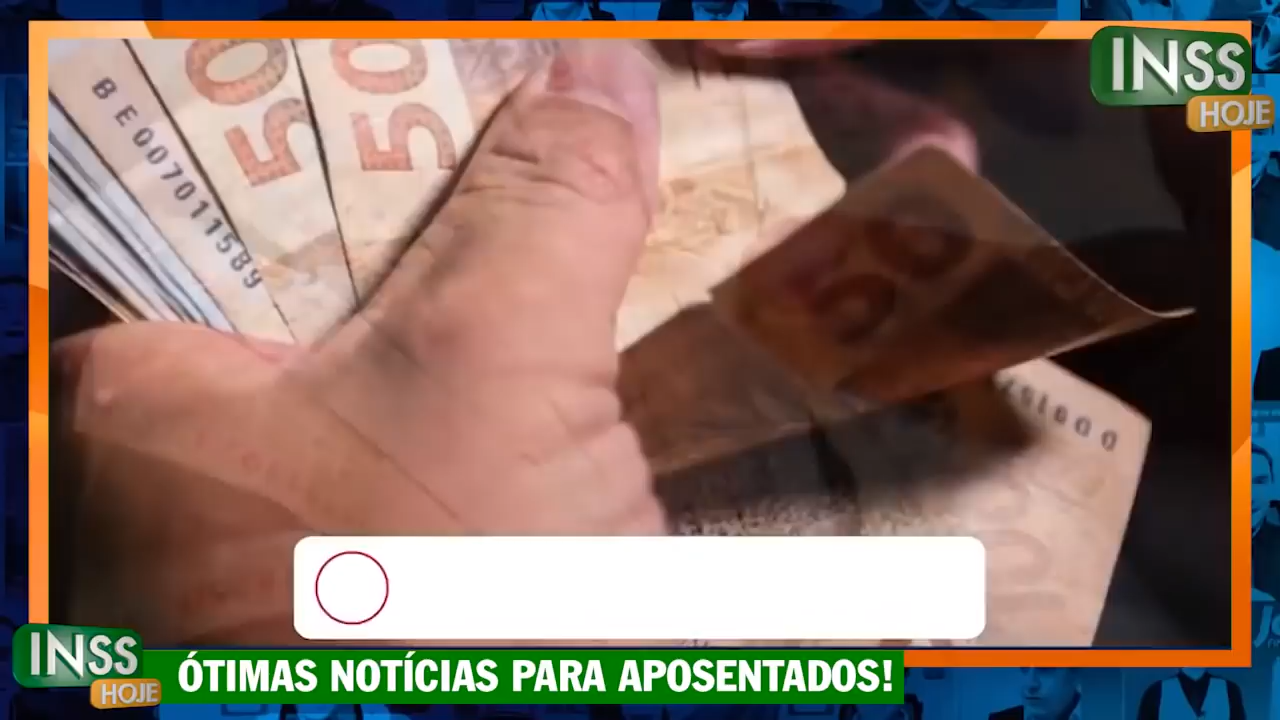 INSS
HOJE
50
50
BE007011589
50
INSS
HOJE
ÓTIMAS NOTÍCIAS PARA APOSENTADOS!